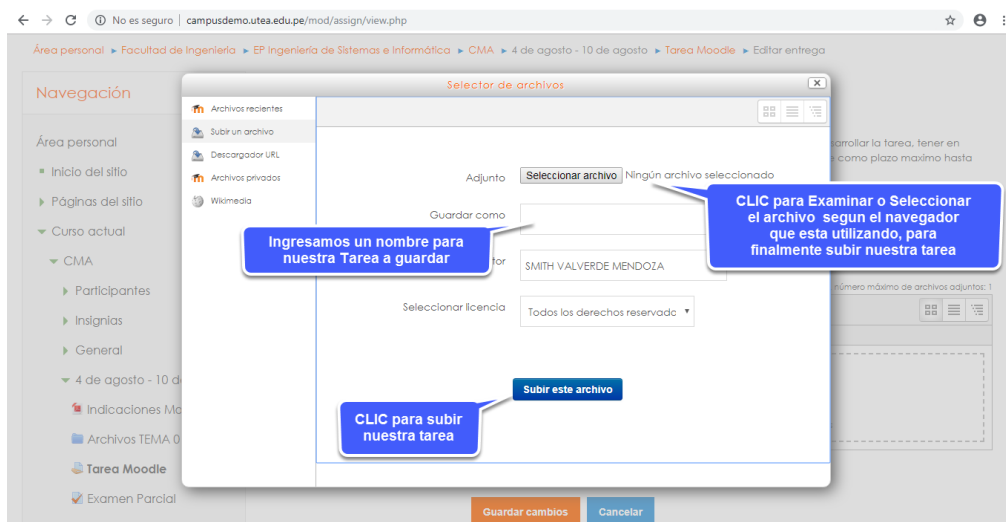 No es seguro | campusdemo.utea.edu.pe/mod/assign/view.php
Área personal ▸ Facultad de Ingeniería ▸ EP Ingeniería de Sistemas e Informática ▸ CMA ▸ 4 de agosto - 10 de agosto ▸ Tarea Moodle ▸ Editar entrega
Selector de archivos
Navegación
Archivos recientes
Subir un archivo
Descargador URL
Archivos privados
Wikimedia
Área personal
Inicio del sitio
Páginas del sitio
Curso actual
CMA
Participantes
Insignias
General
4 de agosto - 10 d
Indicaciones Mo
Archivos TEMA 0
Tarea Moodle
Examen Parcial
arrollar la tarea, tener en
como plazo maximo hasta
Adjunto Seleccionar archivo Ningún archivo seleccionado
CLIC para Examinar o Seleccionar
el archivo segun el navegador
que esta utilizando, para
finalmente subir nuestra tarea
Guardar como
Ingresamos un nombre para
nuestra Tarea a guardar
tor SMITH VALVERDE MENDOZA
número máximo de archivos adjuntos: 1
Seleccionar licencia Todos los derechos reservadc
Subir este archivo
CLIC para subir
nuestra tarea
Guardar cambios Cancelar